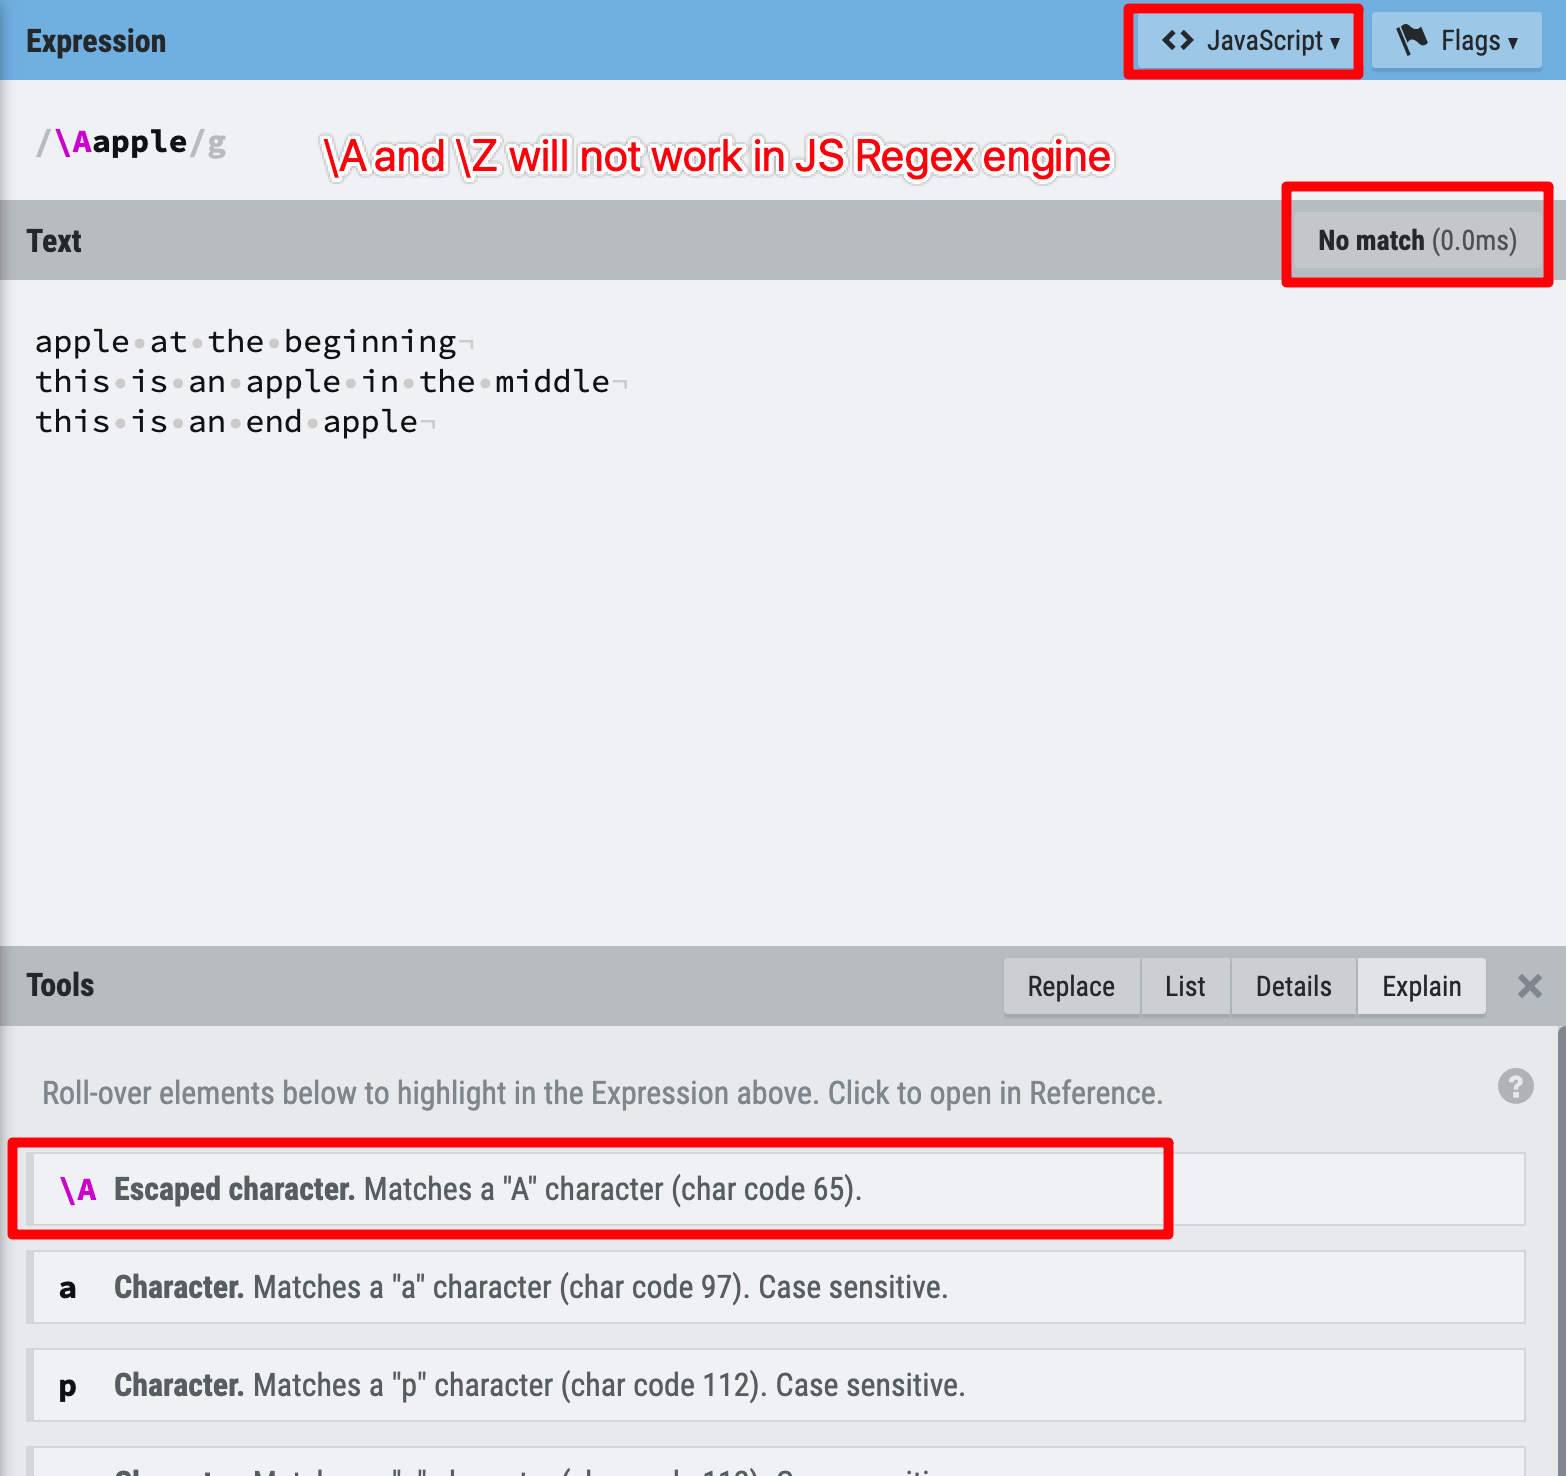 Expression
<> JavaScript ▾
Flags ▾
/\Aapple/g
\A and \Z will not work in JS Regex engine
Text
No match (0.0ms)
apple•at•the•beginning¬
this•is•an•apple•in•the•middle¬
this•is•an•end•apple¬
Tools
Replace
List
Details
Explain
Roll-over elements below to highlight in the Expression above. Click to open in Reference.
?
\A Escaped character. Matches a "A" character (char code 65).
a Character. Matches a "a" character (char code 97). Case sensitive.
p Character. Matches a "p" character (char code 112). Case sensitive.